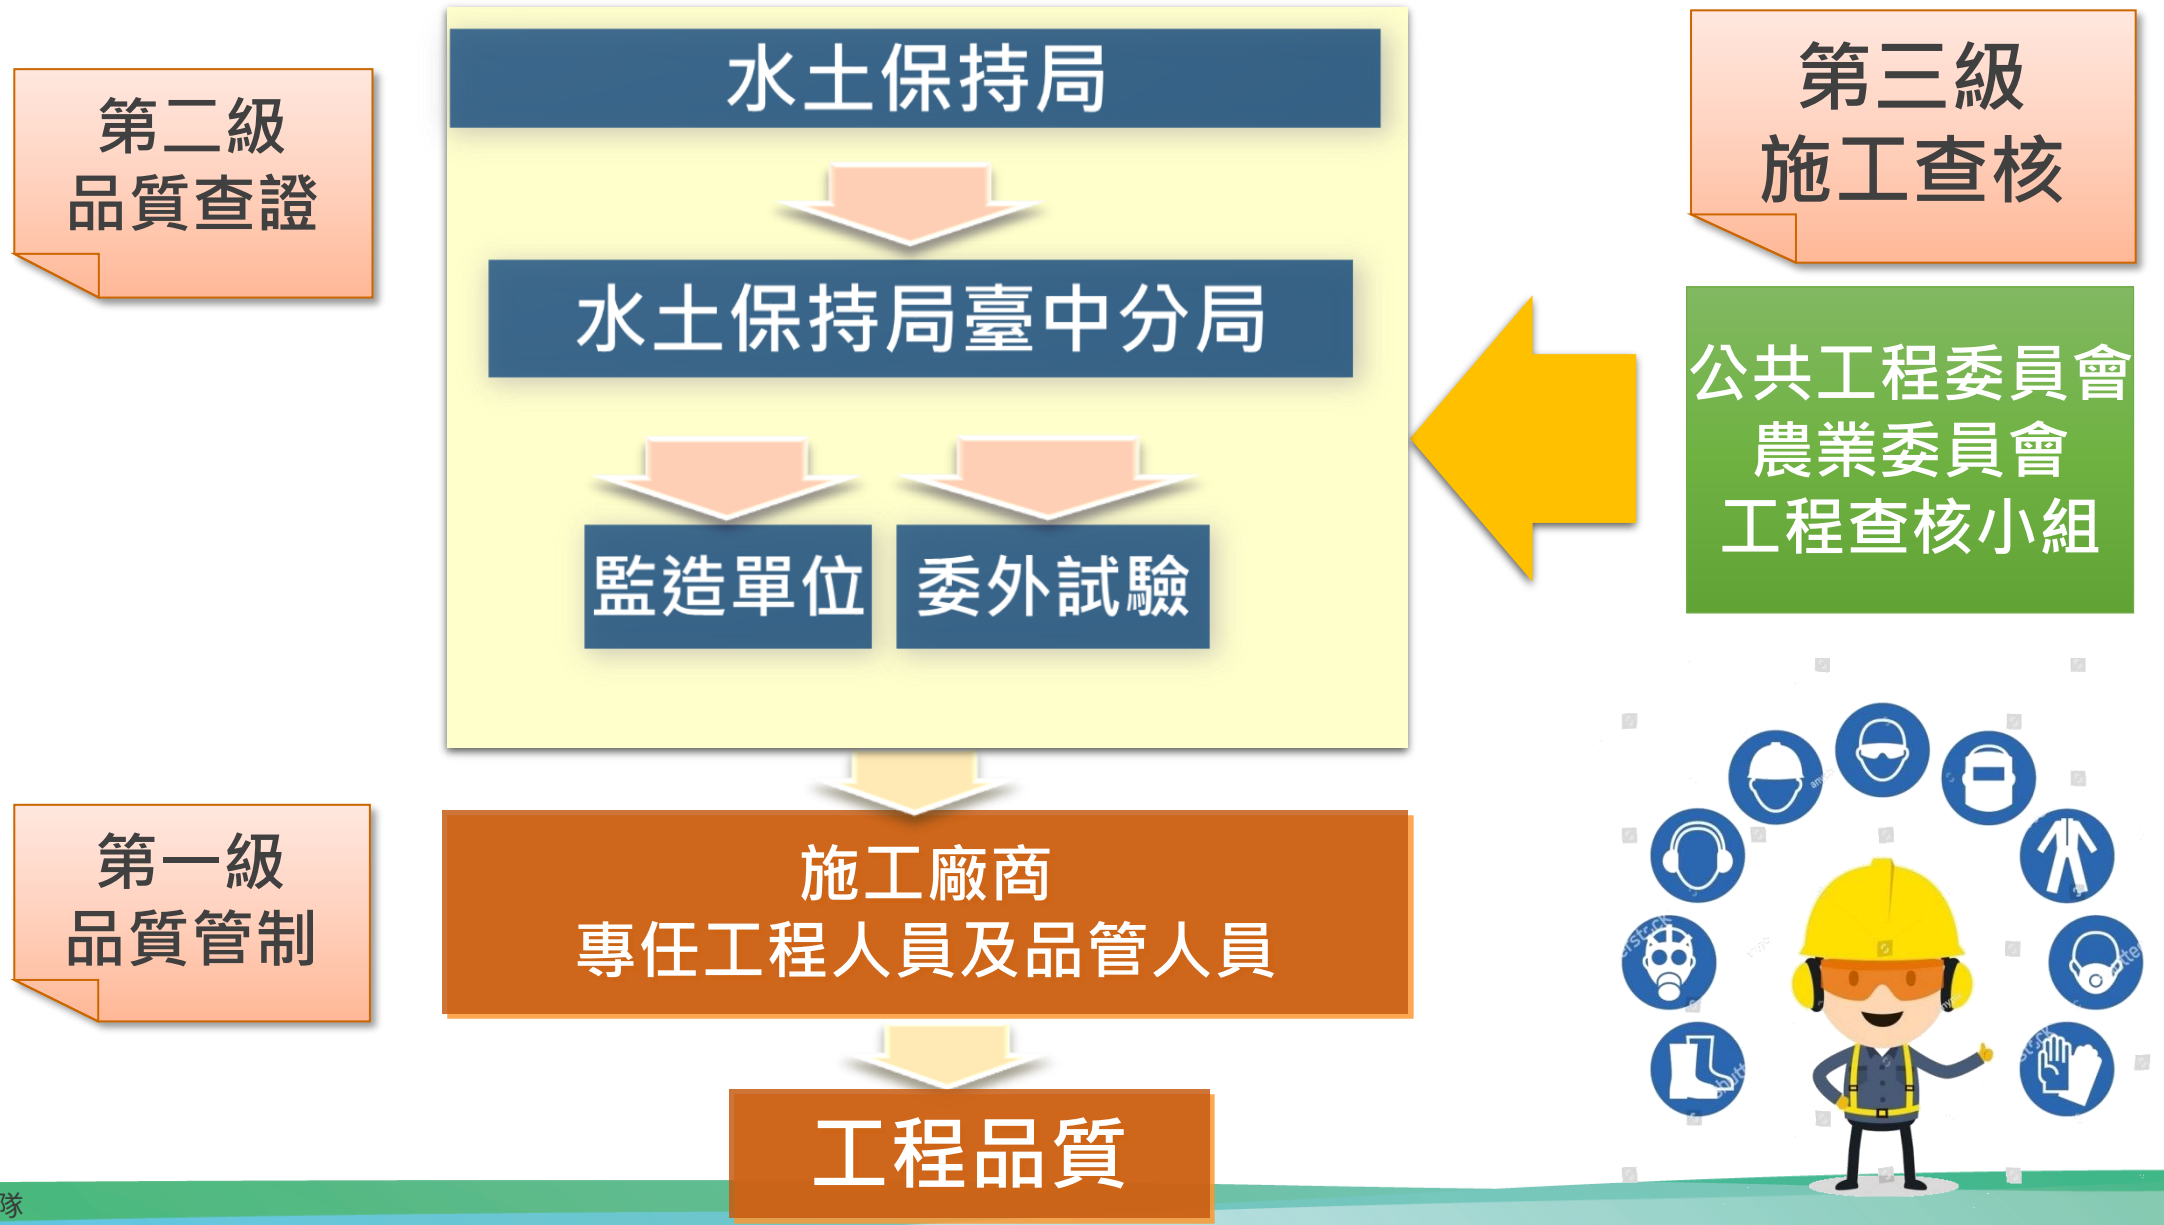 第二級
品質查證
水土保持局
水土保持局臺中分局
監造單位
委外試驗
第三級
施工查核
公共工程委員會
農業委員會
工程查核小組
第一級
品質管制
施工廠商
專任工程人員及品管人員
工程品質
隊